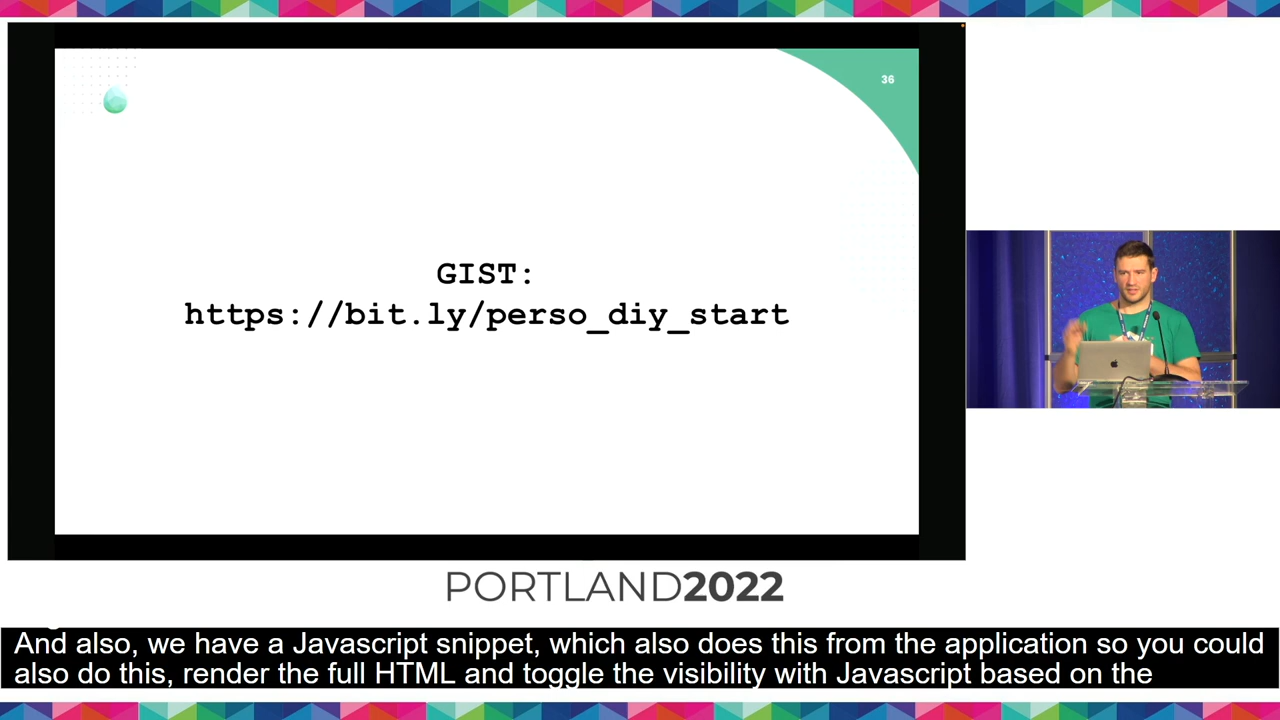 36
GIST:
https://bit.ly/perso_diy_start
PORTLAND2022
And also, we have a Javascript snippet, which also does this from the application so you could
also do this, render the full HTML and toggle the visibility with Javascript based on the